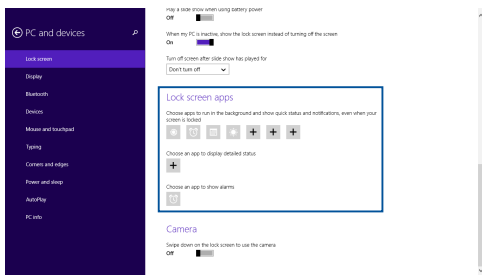 Play a slide show when using battery power
Off
PC and devices
When my PC is inactive, show the lock screen instead of turning off the screen
On
Lock screen
Turn off screen after slide show has played for
Don't turn off
Display
Bluetooth
Devices
Mouse and touchpad
Typing
Corners and edges
Power and sleep
AutoPlay
PC info
Lock screen apps
Choose apps to run in the background and show quick status and notifications, even when your
screen is locked
Choose an app to display detailed status
Choose an app to show alarms
Camera
Swipe down on the lock screen to use the camera
Off